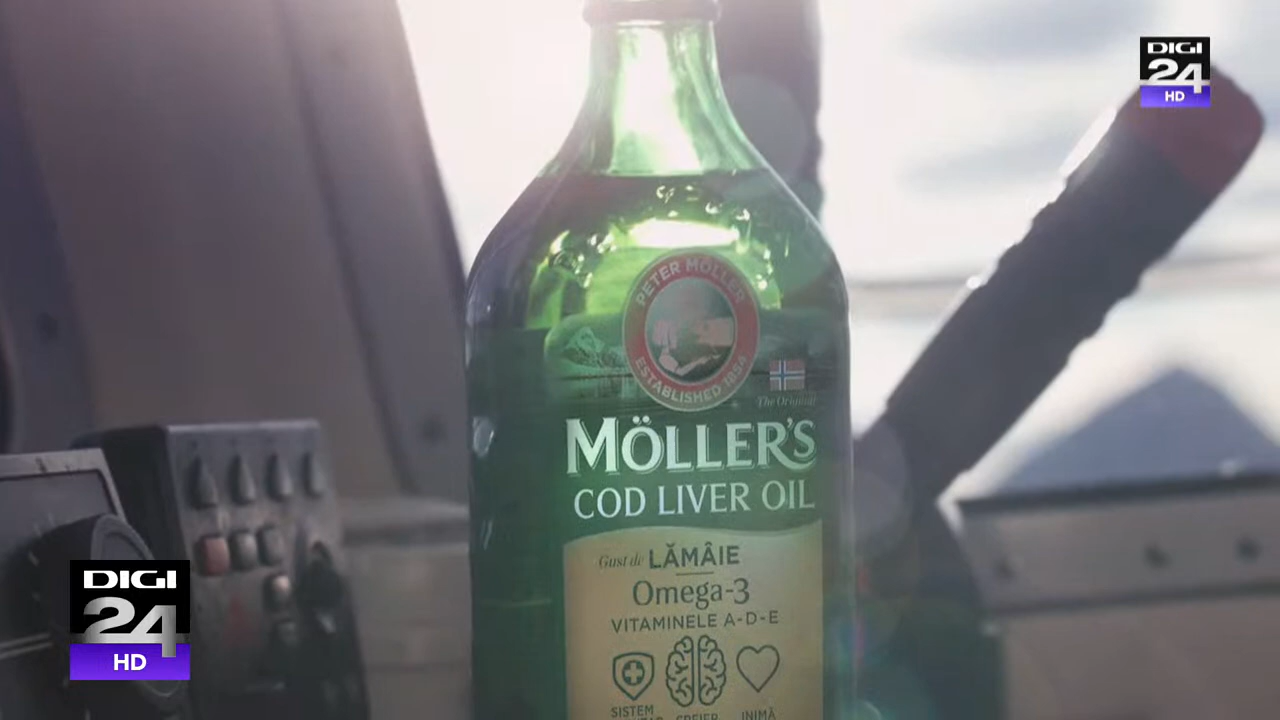 DIGI
24
HD
PETER MÖLLER
ESTABLISHED 1854
The Original
MÖLLER'S
COD LIVER OIL
Gust de LĂMÂIE
Omega-3
VITAMINELE A-D-E
SISTEM
CREIER
INIMĂ
DIGI
24
HD